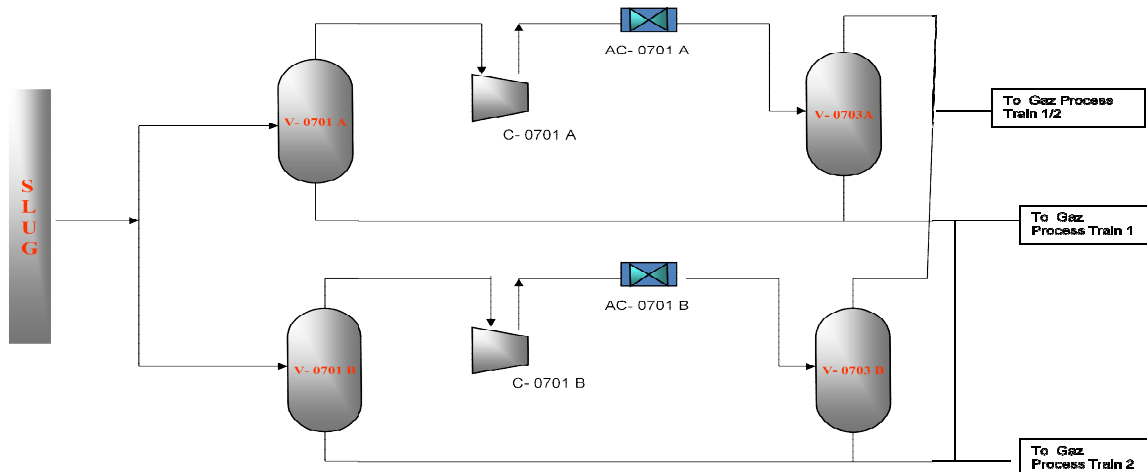 SLUG
V- 0701 A
C- 0701 A
AC- 0701 A
V- 0703A
To Gaz Process
Train 1/2
To Gaz
Process Train 1
V- 0701 B
C- 0701 B
AC- 0701 B
V- 0703 B
To Gaz
Process Train 2